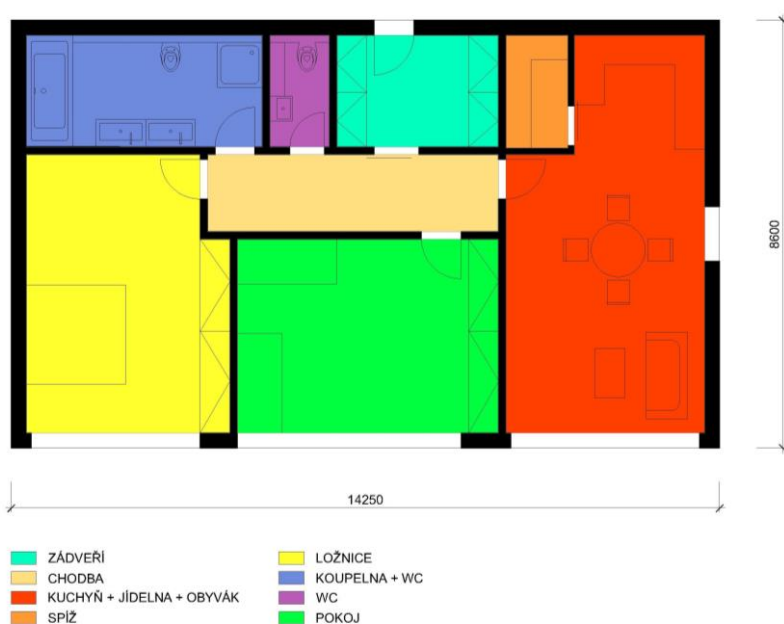 8600
14250
ZÁDVEŘÍ
CHODBA
KUCHYŇ + JÍDELNA + OBYVÁK
SPÍŽ
LOŽNICE
KOUPELNA + WC
WC
POKOJ